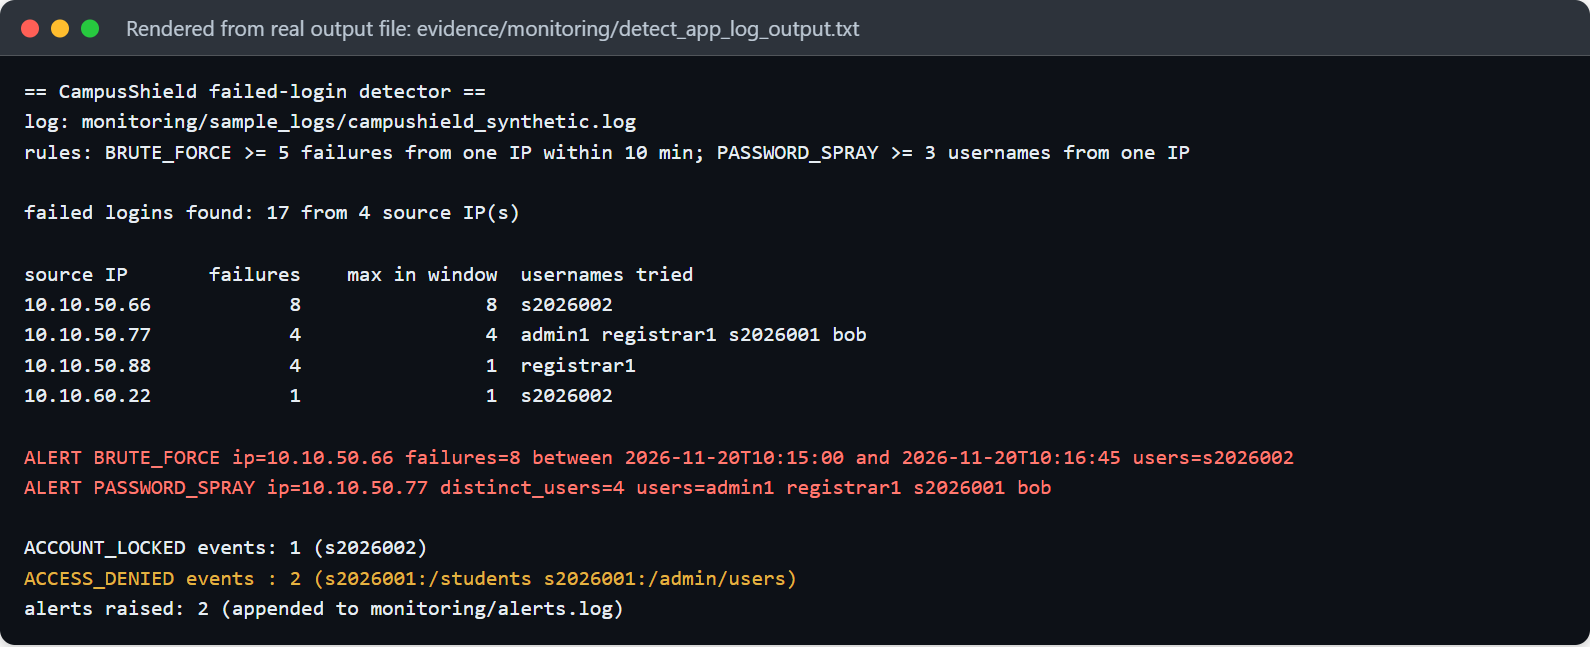 Rendered from real output file: evidence/monitoring/detect_app_log_output.txt
== CampusShield failed-login detector ==
log: monitoring/sample_logs/campushield_synthetic.log
rules: BRUTE_FORCE >= 5 failures from one IP within 10 min; PASSWORD_SPRAY >= 3 usernames from one IP
failed logins found: 17 from 4 source IP(s)
source IP       failures    max in window  usernames tried
10.10.50.66            8                8  s2026002
10.10.50.77            4                4  admin1 registrar1 s2026001 bob
10.10.50.88            4                1  registrar1
10.10.60.22            1                1  s2026002
ALERT BRUTE_FORCE ip=10.10.50.66 failures=8 between 2026-11-20T10:15:00 and 2026-11-20T10:16:45 users=s2026002
ALERT PASSWORD_SPRAY ip=10.10.50.77 distinct_users=4 users=admin1 registrar1 s2026001 bob
ACCOUNT_LOCKED events: 1 (s2026002)
ACCESS_DENIED events : 2 (s2026001:/students s2026001:/admin/users)
alerts raised: 2 (appended to monitoring/alerts.log)